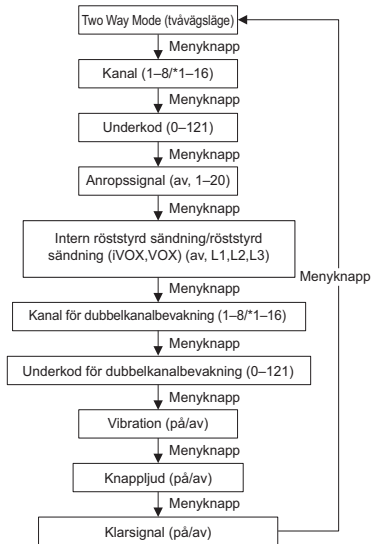 Two Way Mode (tvåvägsläge)
Menyknapp
Kanal (1–8/*1–16)
Menyknapp
Underkod (0–121)
Menyknapp
Anropssignal (av, 1–20)
Menyknapp
Intern röststyrd sändning/röststyrd
sändning (iVOX,VOX) (av, L1,L2,L3)
Menyknapp
Menyknapp
Kanal för dubbelkanalbevakning (1–8/*1–16)
Menyknapp
Underkod för dubbelkanalbevakning (0–121)
Menyknapp
Vibration (på/av)
Menyknapp
Knappljud (på/av)
Menyknapp
Klarsignal (på/av)